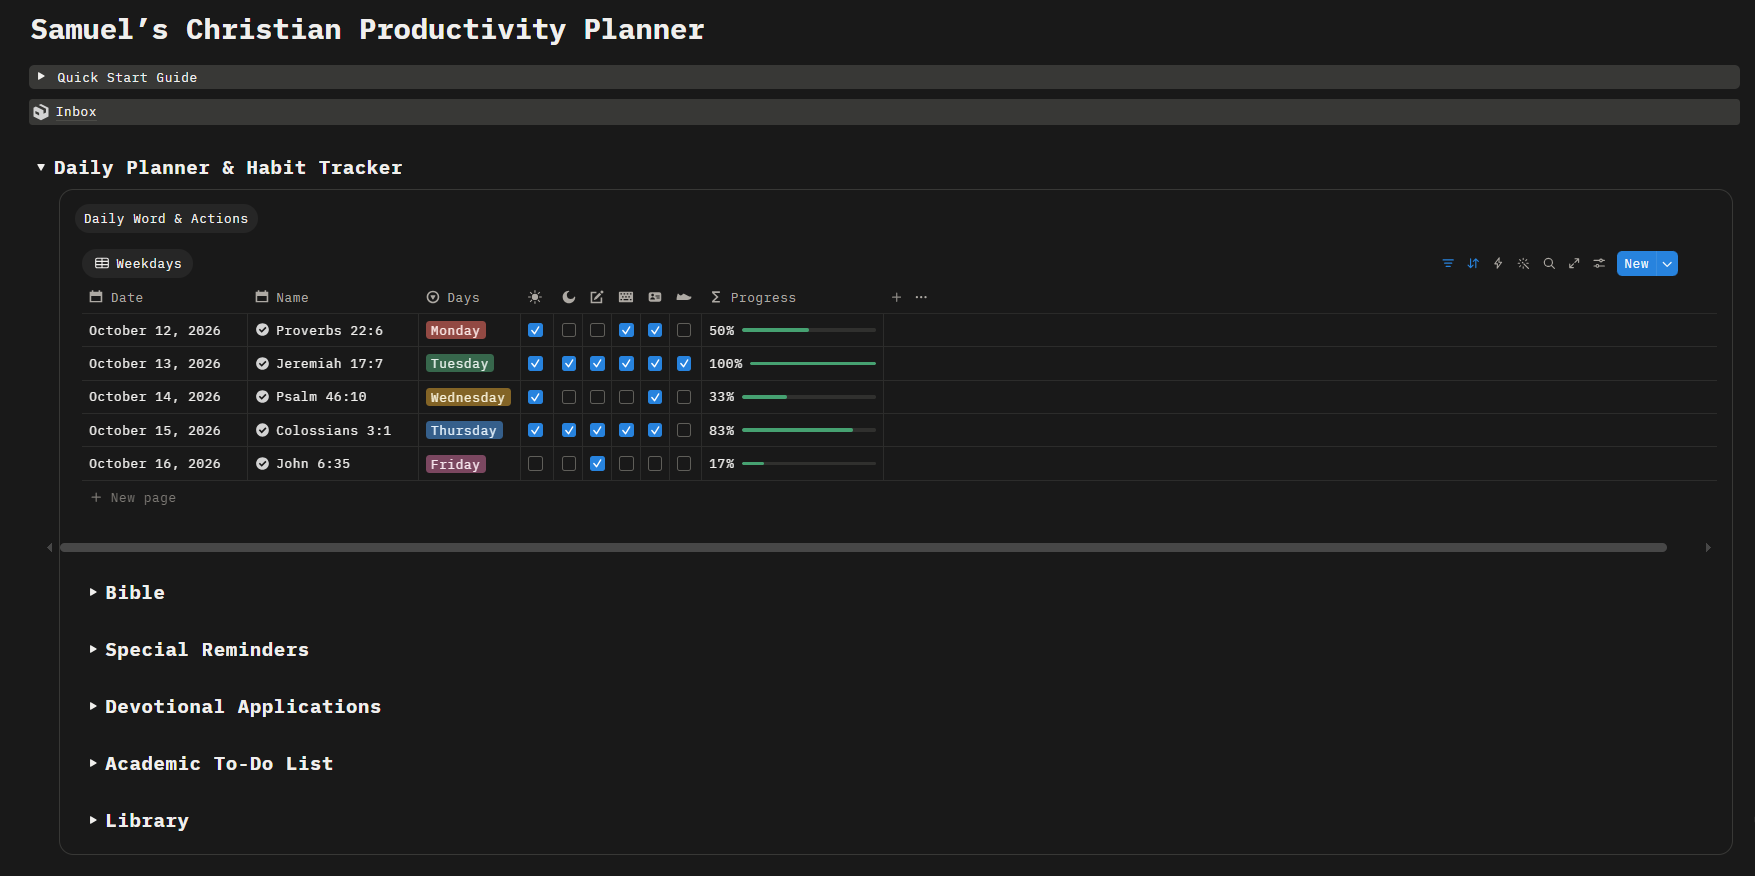 Samuel’s Christian Productivity Planner
Quick Start Guide
Inbox
Daily Planner & Habit Tracker
Daily Word & Actions
Weekdays
New
Date Name Days Progress
October 12, 2026 Proverbs 22:6 Monday 50%
October 13, 2026 Jeremiah 17:7 Tuesday 100%
October 14, 2026 Psalm 46:10 Wednesday 33%
October 15, 2026 Colossians 3:1 Thursday 83%
October 16, 2026 John 6:35 Friday 17%
New page
Bible
Special Reminders
Devotional Applications
Academic To-Do List
Library